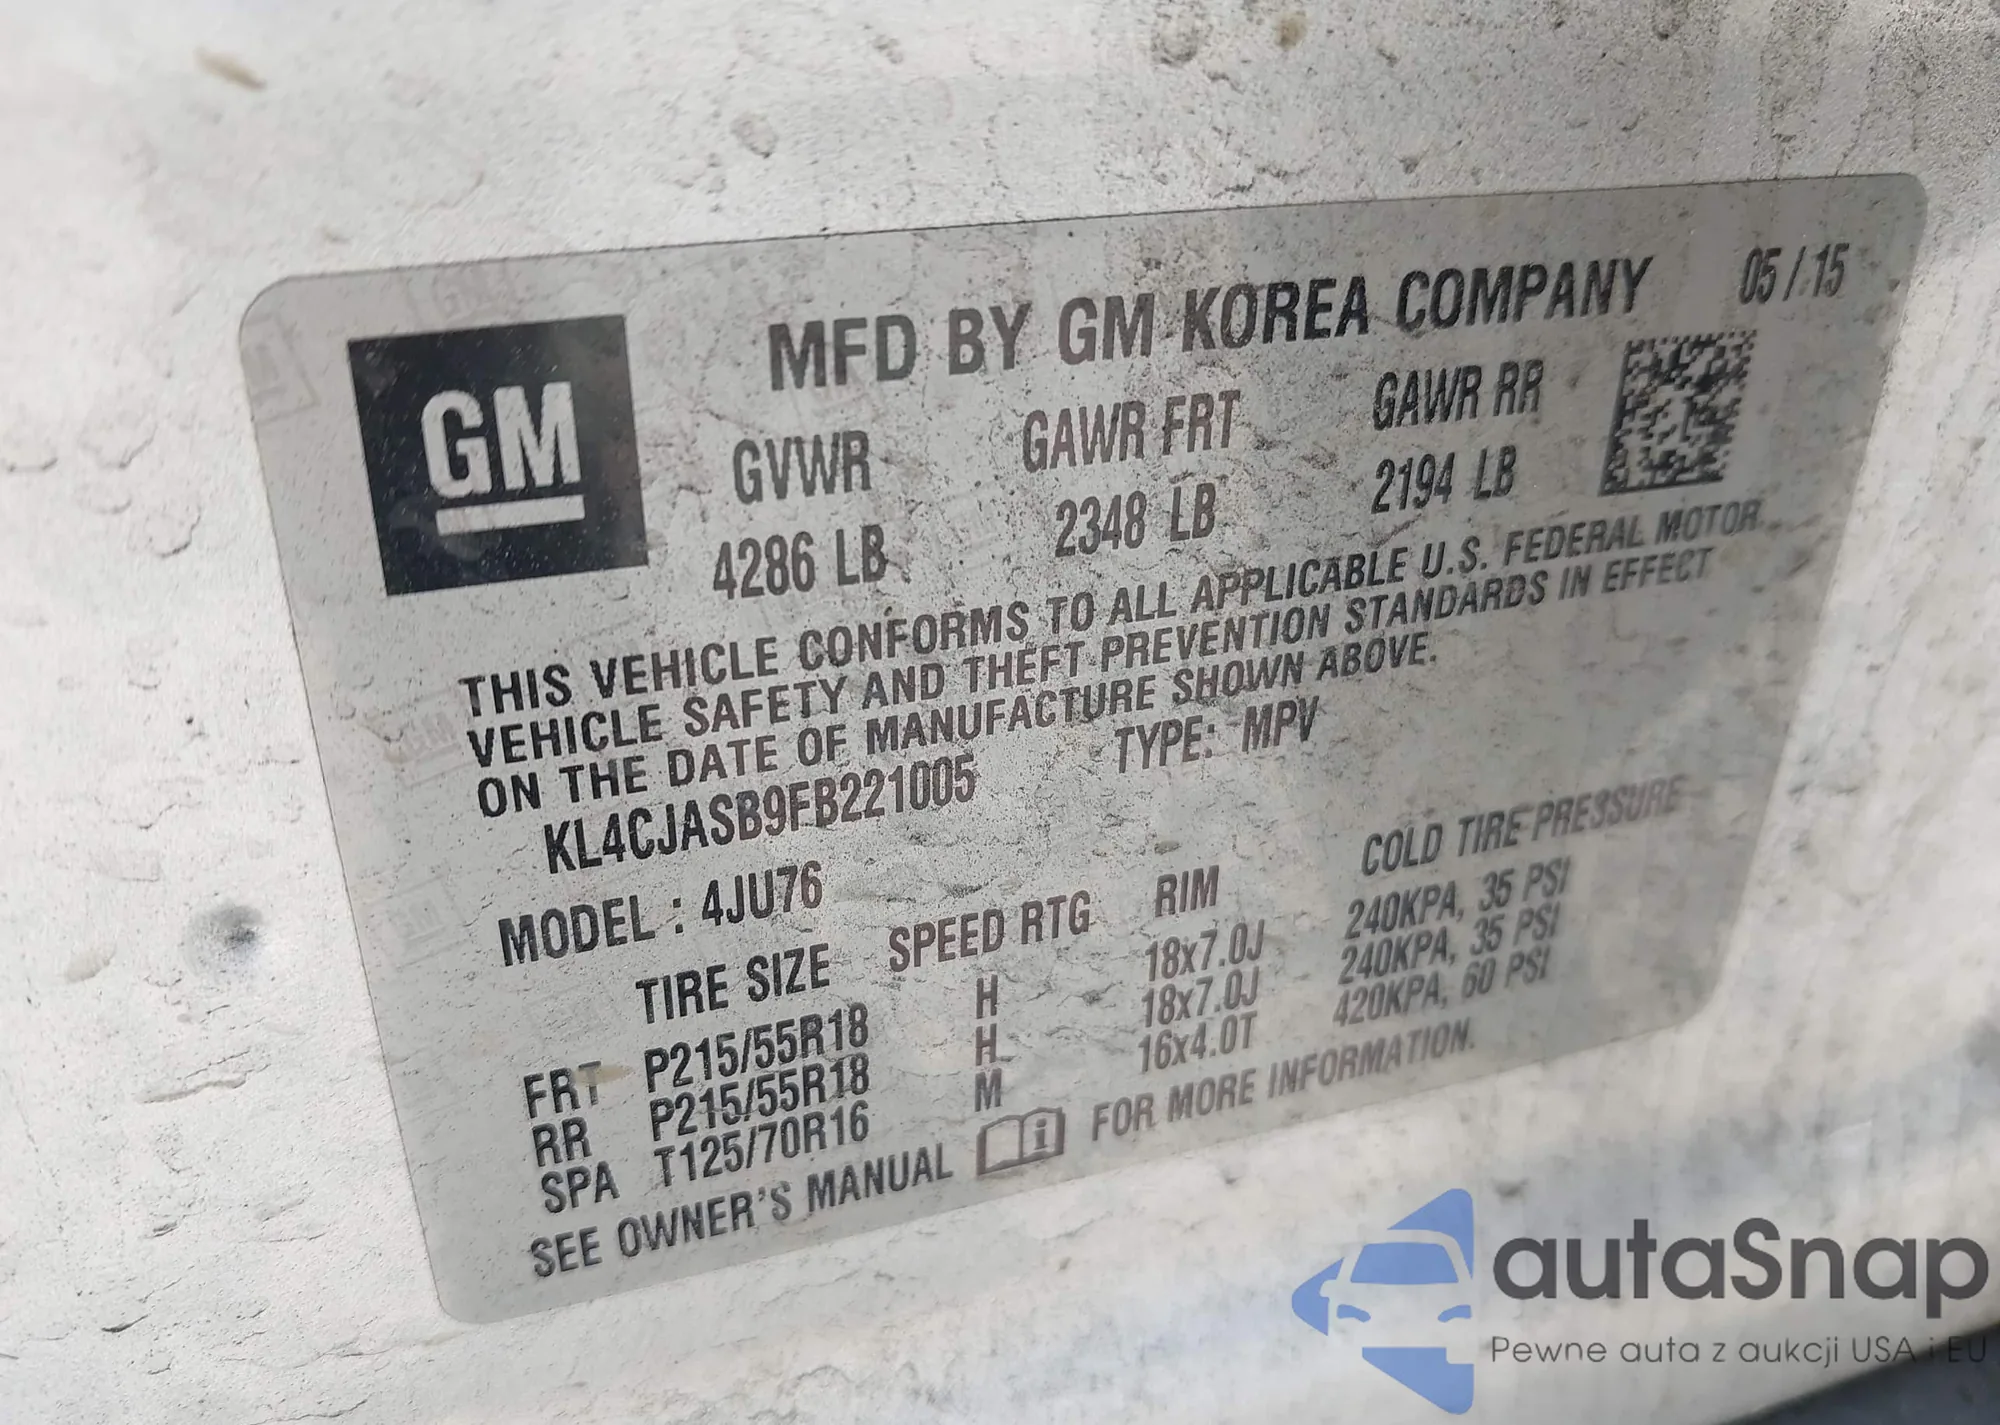 MFD BY GM KOREA COMPANY 05/15
GM
GVWR GAWR FRT GAWR RR
4286 LB 2348 LB 2194 LB
THIS VEHICLE CONFORMS TO ALL APPLICABLE U.S. FEDERAL MOTOR
VEHICLE SAFETY AND THEFT PREVENTION STANDARDS IN EFFECT
ON THE DATE OF MANUFACTURE SHOWN ABOVE.
KL4CJASB9FB221005 TYPE: MPV
MODEL : 4JU76
TIRE SIZE SPEED RTG RIM COLD TIRE PRESSURE
FRT P215/55R18 H 18x7.0J 240KPA, 35 PSI
RR P215/55R18 H 18x7.0J 240KPA, 35 PSI
SPA T125/70R16 M 16x4.0T 420KPA, 60 PSI
SEE OWNER'S MANUAL FOR MORE INFORMATION.
autaSnap
Pewne auta z aukcji USA i EU